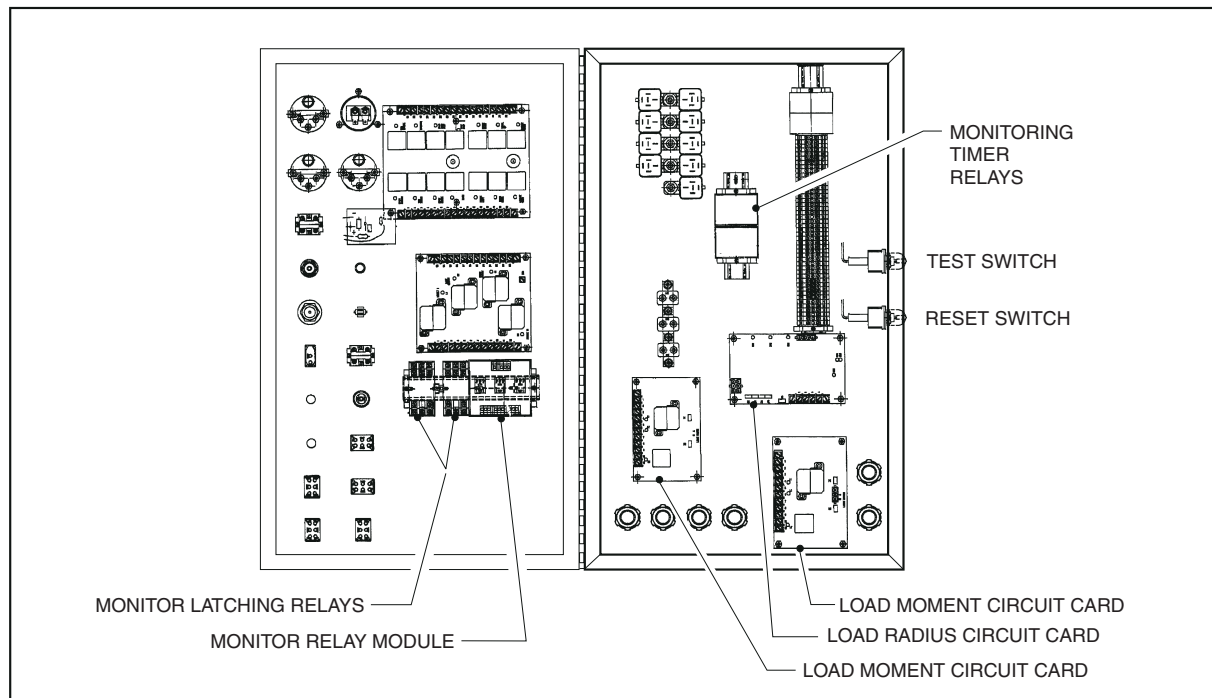 MONITORING
TIMER
RELAYS
TEST SWITCH
RESET SWITCH
MONITOR LATCHING RELAYS
MONITOR RELAY MODULE
LOAD MOMENT CIRCUIT CARD
LOAD RADIUS CIRCUIT CARD
LOAD MOMENT CIRCUIT CARD